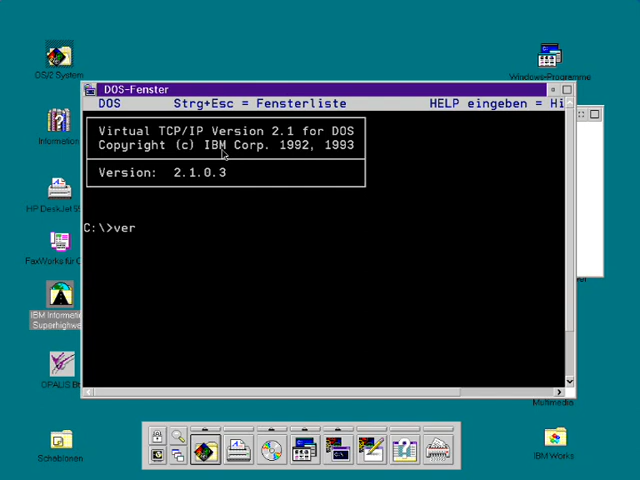 OS/2 System
Windows-Programme
DOS-Fenster
DOS Strg+Esc = Fensterliste HELP eingeben = Hi
Virtual TCP/IP Version 2.1 for DOS
Copyright (c) IBM Corp. 1992, 1993
Version: 2.1.0.3
C:\>ver
Information
HP DeskJet
FaxWorks für
IBM Informati
Superhighwa
OPALIS
Multimedia
Schablonen
IBM Works